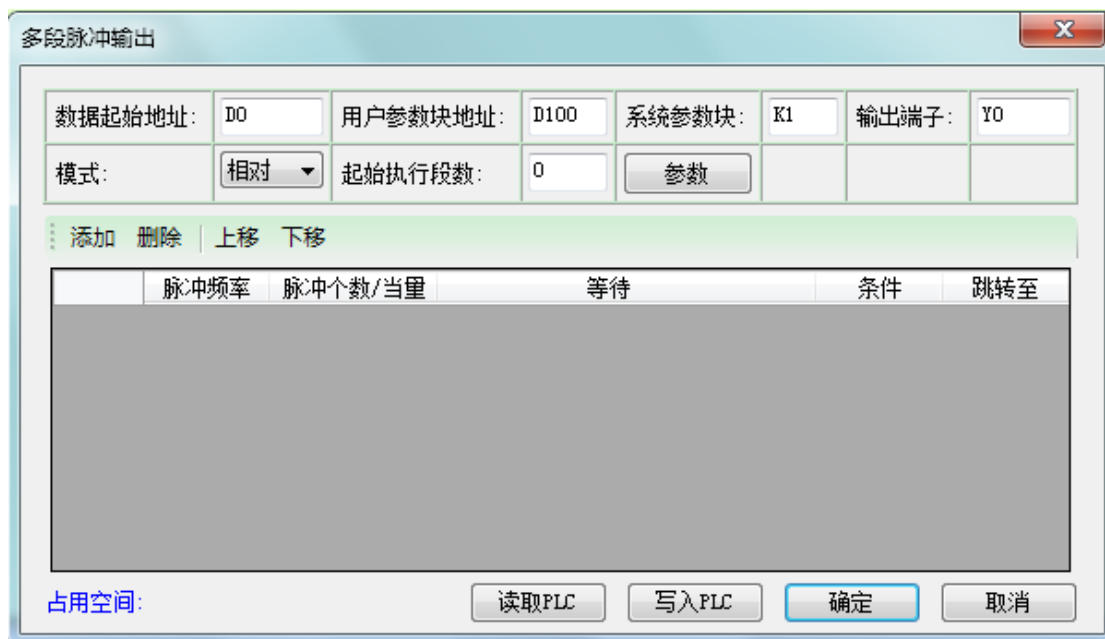 多段脉冲输出
数据起始地址: D0 用户参数块地址: D100 系统参数块: K1 输出端子: Y0
模式: 相对 起始执行段数: 0 参数
添加 删除 上移 下移
脉冲频率 脉冲个数/当量 等待 条件 跳转至
占用空间: 读取PLC 写入PLC 确定 取消